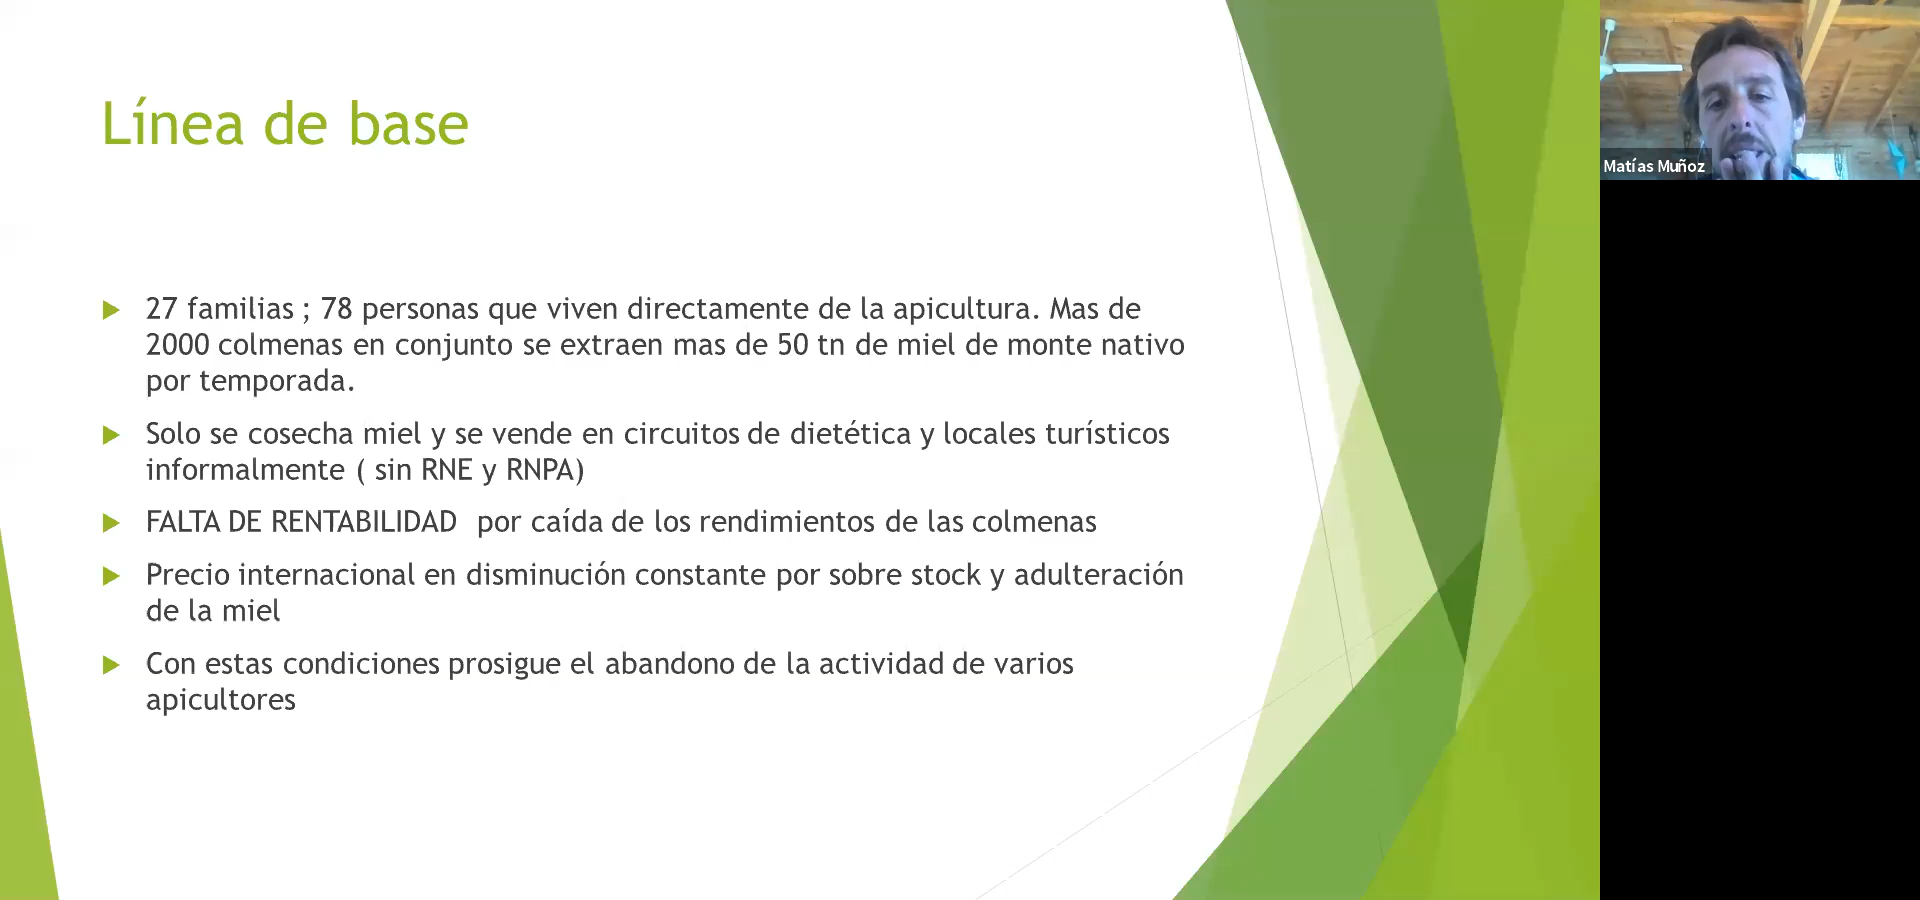 Línea de base
27 familias ; 78 personas que viven directamente de la apicultura. Mas de
2000 colmenas en conjunto se extraen mas de 50 tn de miel de monte nativo
por temporada.
Solo se cosecha miel y se vende en circuitos de dietética y locales turísticos
informalmente ( sin RNE y RNPA)
FALTA DE RENTABILIDAD  por caída de los rendimientos de las colmenas
Precio internacional en disminución constante por sobre stock y adulteración
de la miel
Con estas condiciones prosigue el abandono de la actividad de varios
apicultores
Matías Muñoz